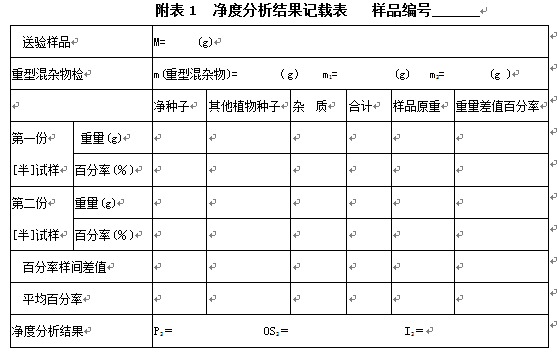 附表1 净度分析结果记载表 样品编号______
送验样品 M= (g)
重型混杂物检 m(重型混杂物)= (g) m₁= (g) m₂= (g)
净种子 其他植物种子 杂 质 合计 样品原重 重量差值百分率
第一份 重量(g)
[半]试样 百分率(%)
第二份 重量(g)
[半]试样 百分率(%)
百分率样间差值
平均百分率
净度分析结果 P₂= OS₂= I₂=